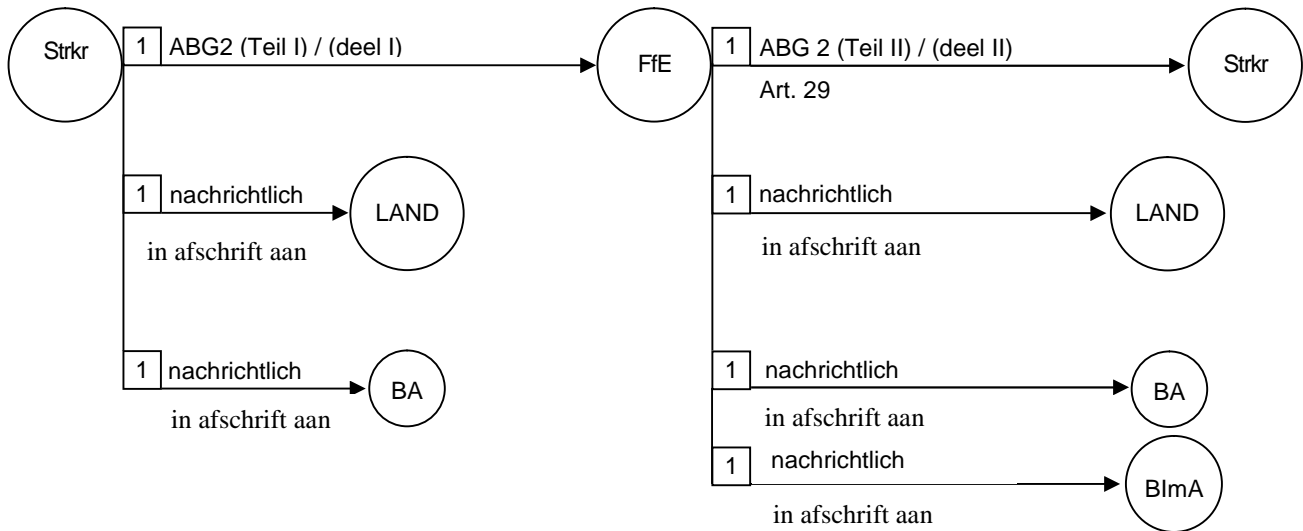 Strkr
1 ABG2 (Teil I) / (deel I)
FfE
1 ABG 2 (Teil II) / (deel II)
Art. 29
Strkr
1 nachrichtlich
in afschrift aan
LAND
1 nachrichtlich
in afschrift aan
LAND
1 nachrichtlich
in afschrift aan
BA
1 nachrichtlich
in afschrift aan
BA
1 nachrichtlich
in afschrift aan
BImA